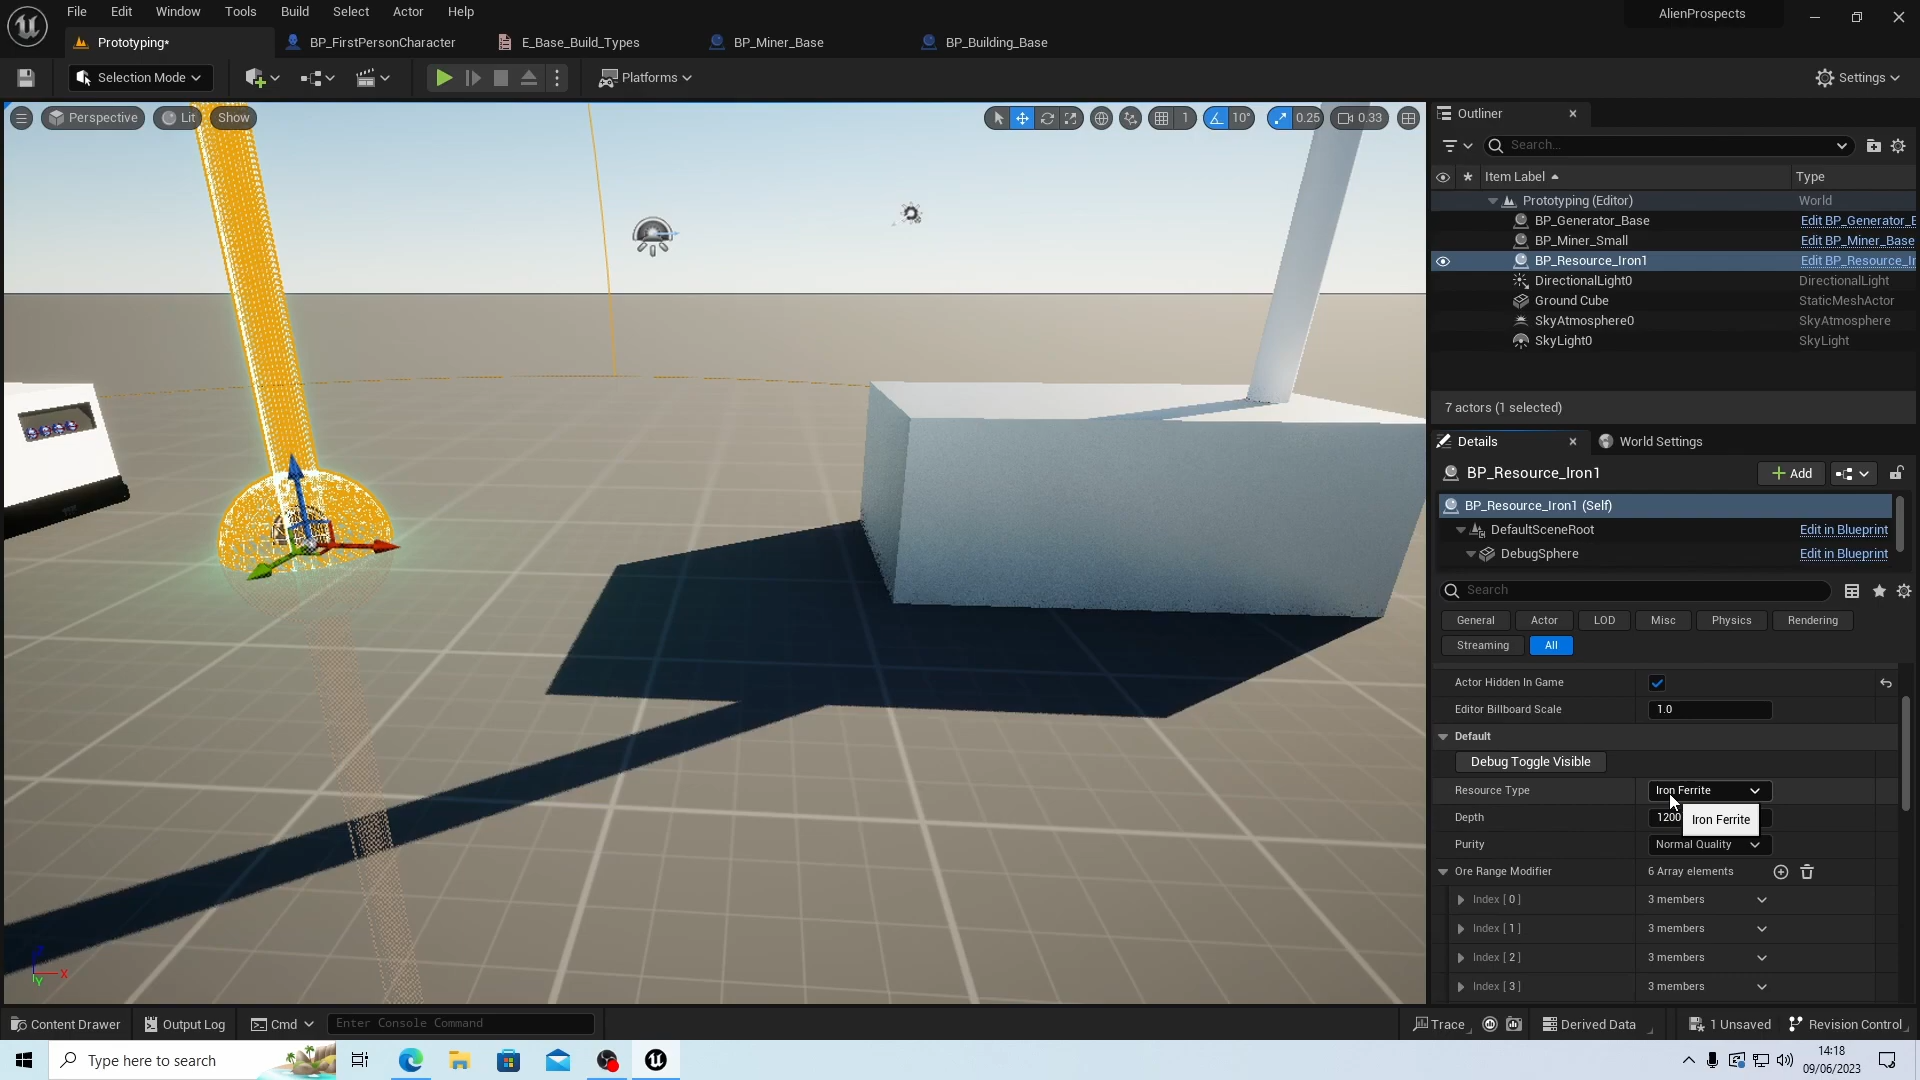 File Edit Window Tools Build Select Actor Help
AlienProspects
Prototyping* BP_FirstPersonCharacter E_Base_Build_Types BP_Miner_Base BP_Building_Base
Selection Mode Platforms Settings
Perspective Lit Show 1 10° 0.25 0.33
Outliner
Search...
Item Label Type
Prototyping (Editor) World
BP_Generator_Base Edit BP_Generator_E
BP_Miner_Small Edit BP_Miner_Base
BP_Resource_Iron1 Edit BP_Resource_Ir
DirectionalLight0 DirectionalLight
Ground Cube StaticMeshActor
SkyAtmosphere0 SkyAtmosphere
SkyLight0 SkyLight
7 actors (1 selected)
Details World Settings
BP_Resource_Iron1 Add
BP_Resource_Iron1 (Self)
DefaultSceneRoot Edit in Blueprint
DebugSphere Edit in Blueprint
Search
General Actor LOD Misc Physics Rendering
Streaming All
Actor Hidden In Game
Editor Billboard Scale 1.0
Default
Debug Toggle Visible
Resource Type Iron Ferrite
Depth 1200
Iron Ferrite
Purity Normal Quality
Ore Range Modifier 6 Array elements
Index [ 0 ] 3 members
Index [ 1 ] 3 members
Index [ 2 ] 3 members
Index [ 3 ] 3 members
X
Y
Content Drawer Output Log Cmd Enter Console Command Trace Derived Data 1 Unsaved Revision Control
Type here to search
14:18
09/06/2023